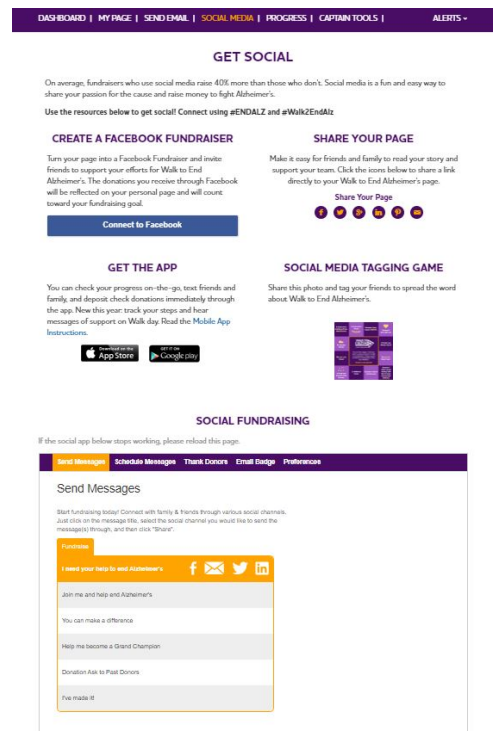 DASHBOARD | MY PAGE | SEND EMAIL | SOCIAL MEDIA | PROGRESS | CAPTAIN TOOLS | ALERTS
GET SOCIAL
On average, fundraisers who use social media raise 40% more than those who don't. Social media is a fun and easy way to
share your passion for the cause and raise money to fight Alzheimer's.
Use the resources below to get social! Connect using #ENDALZ and #Walk2EndAlz
CREATE A FACEBOOK FUNDRAISER
Turn your page into a Facebook Fundraiser and invite
friends to support your efforts for Walk to End
Alzheimer's. The donations you receive through Facebook
will be reflected on your personal page and will count
toward your fundraising goal.
Connect to Facebook
SHARE YOUR PAGE
Make it easy for friends and family to read your story and
support your team. Click the icons below to share a link
directly to your Walk to End Alzheimer's page.
Share Your Page
GET THE APP
You can check your progress on-the-go, text friends and
family, and deposit check donations immediately through
the app. New this year: track your steps and hear
messages of support on Walk day. Read the Mobile App
Instructions.
Download on the
App Store
GET IT ON
Google play
SOCIAL MEDIA TAGGING GAME
Share this photo and tag your friends to spread the word
about Walk to End Alzheimer's.
SOCIAL FUNDRAISING
If the social app below stops working, please reload this page.
Send Messages Schedule Messages Thank Donors Email Badge Preferences
Send Messages
Start fundraising today! Connect with family & friends through various social channels.
Just click on the message title, select the social channel you would like to send the
message(s) through, and then click "Share".
Fundraise
I need your help to end Alzheimer's
Join me and help end Alzheimer's
You can make a difference
Help me become a Grand Champion
Donation Ask to Past Donors
I've made it!